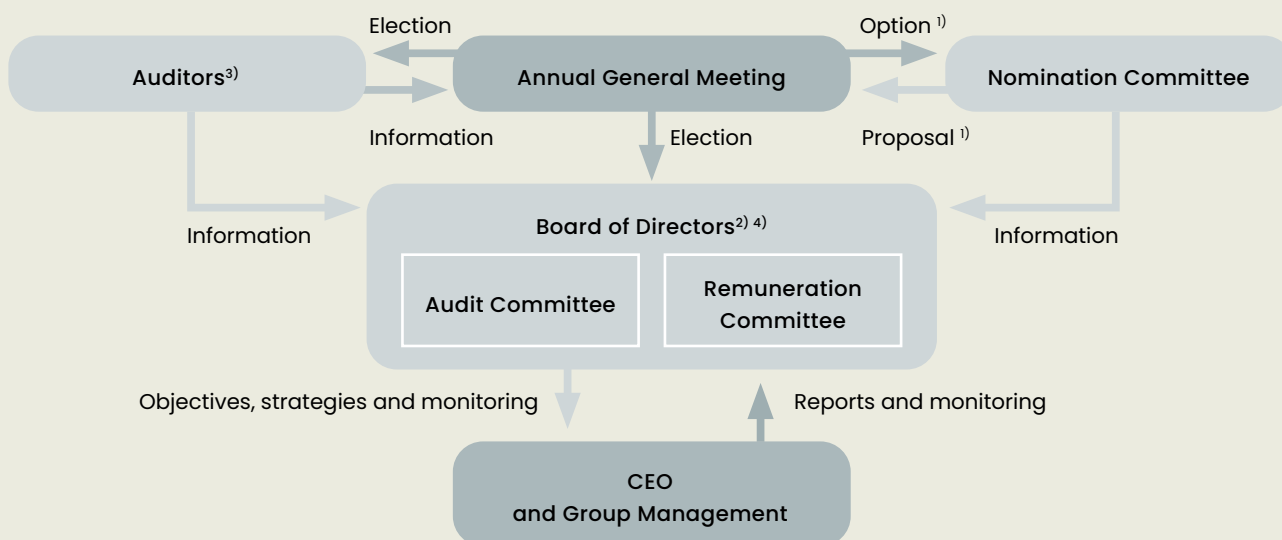 Election
Option ¹⁾
Auditors³⁾
Annual General Meeting
Nomination Committee
Information
Election
Proposal ¹⁾
Information
Board of Directors²⁾ ⁴⁾
Information
Audit Committee
Remuneration
Committee
Objectives, strategies and monitoring
Reports and monitoring
CEO
and Group Management